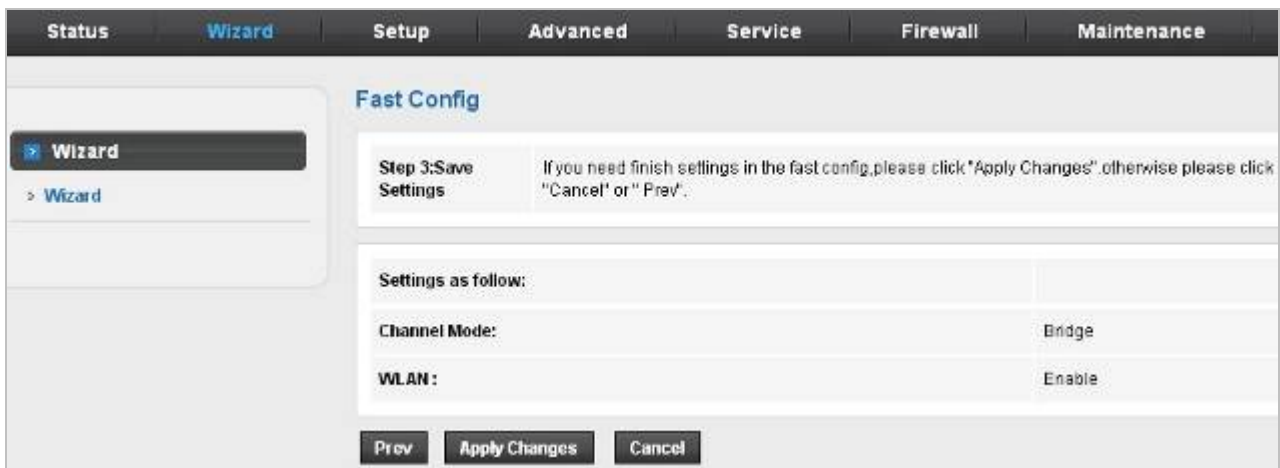 Status Wizard Setup Advanced Service Firewall Maintenance
Wizard
> Wizard
Fast Config
Step 3:Save Settings
If you need finish settings in the fast config,please click "Apply Changes".otherwise please click
"Cancel" or " Prev".
Settings as follow:
Channel Mode: Bridge
WLAN : Enable
Prev Apply Changes Cancel